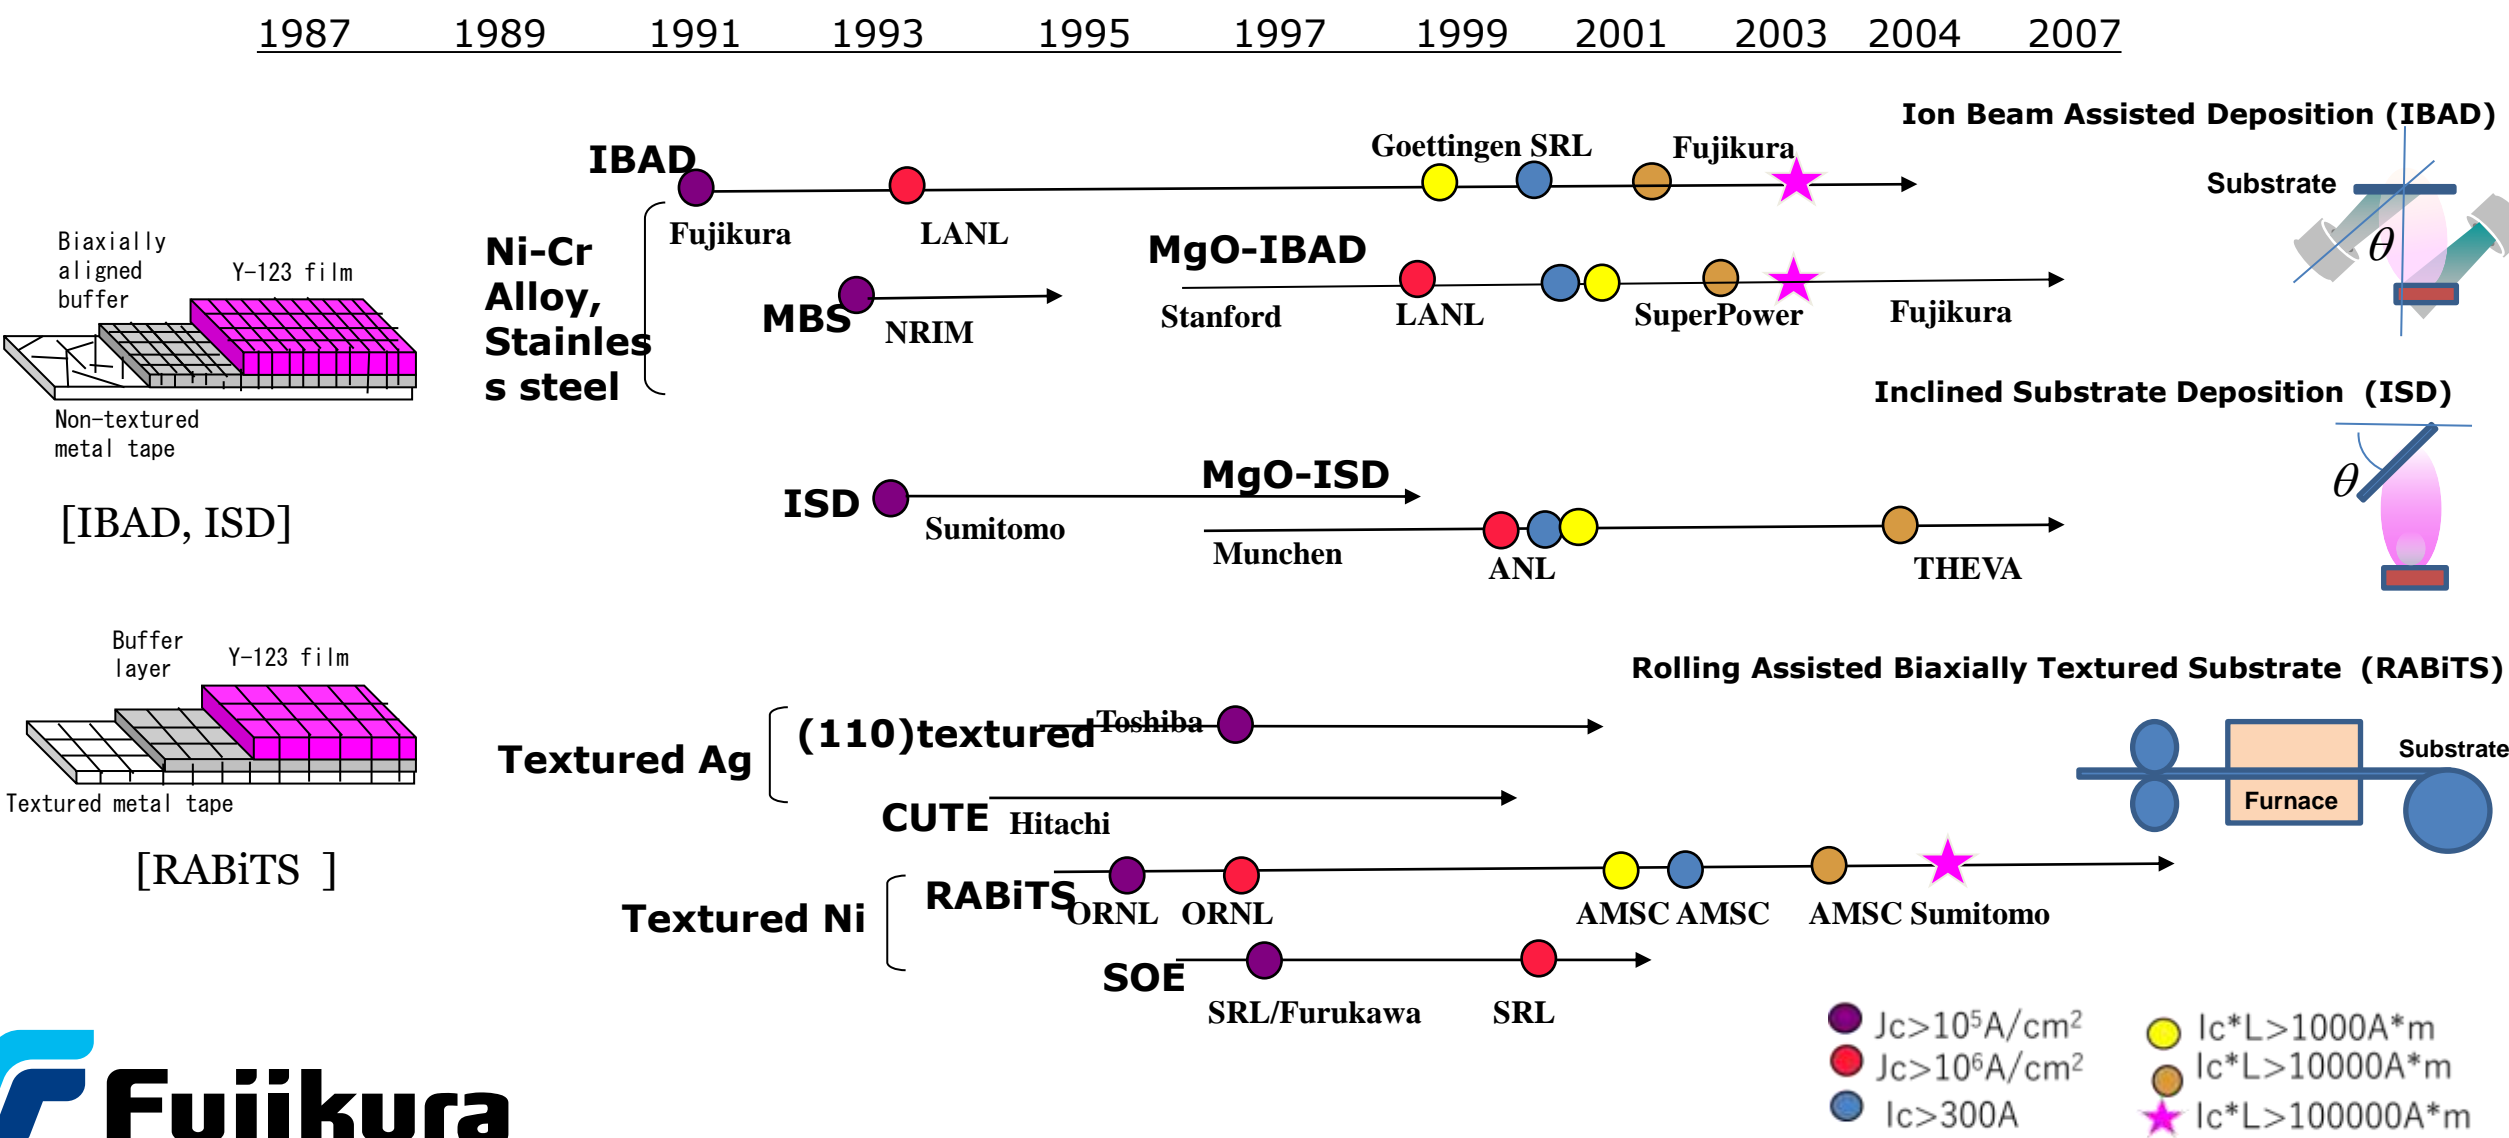 1987 1989 1991 1993 1995 1997 1999 2001 2003 2004 2007
Ion Beam Assisted Deposition (IBAD)
IBAD
Goettingen SRL
Fujikura
Substrate
Fujikura
LANL
θ
Biaxially
aligned
buffer
Y-123 film
Ni-Cr
Alloy,
Stainles
s steel
MBS
NRIM
MgO-IBAD
Stanford
LANL
SuperPower
Fujikura
Non-textured
metal tape
[IBAD, ISD]
Inclined Substrate Deposition (ISD)
θ
ISD
Sumitomo
MgO-ISD
Munchen
ANL
THEVA
Buffer
layer
Y-123 film
Textured metal tape
[RABiTS ]
Rolling Assisted Biaxially Textured Substrate (RABiTS)
Textured Ag
(110)textured
Toshiba
CUTE
Hitachi
Substrate
Furnace
Textured Ni
RABiTS
ORNL
ORNL
AMSC
AMSC
AMSC
Sumitomo
SOE
SRL/Furukawa
SRL
Jc>10⁵A/cm²
Jc>10⁶A/cm²
Ic>300A
Ic*L>1000A*m
Ic*L>10000A*m
Ic*L>100000A*m
Fujikura